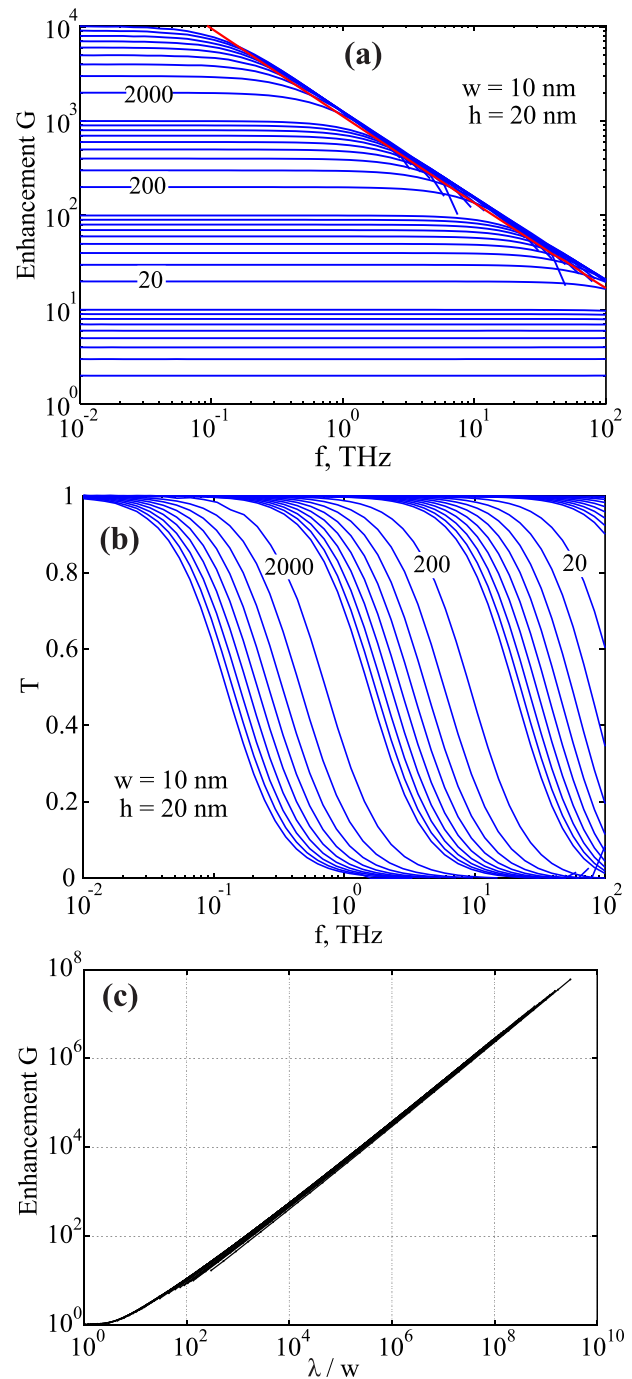 (a)
w = 10 nm
h = 20 nm
Enhancement G
10^4
10^3
10^2
10^1
10^0
2000
200
20
10^-2
10^-1
10^0
10^1
10^2
f, THz
(b)
2000
200
20
w = 10 nm
h = 20 nm
T
1
0.8
0.6
0.4
0.2
0
10^-2
10^-1
10^0
10^1
10^2
f, THz
(c)
Enhancement G
10^8
10^6
10^4
10^2
10^0
10^0
10^2
10^4
10^6
10^8
10^10
λ / w